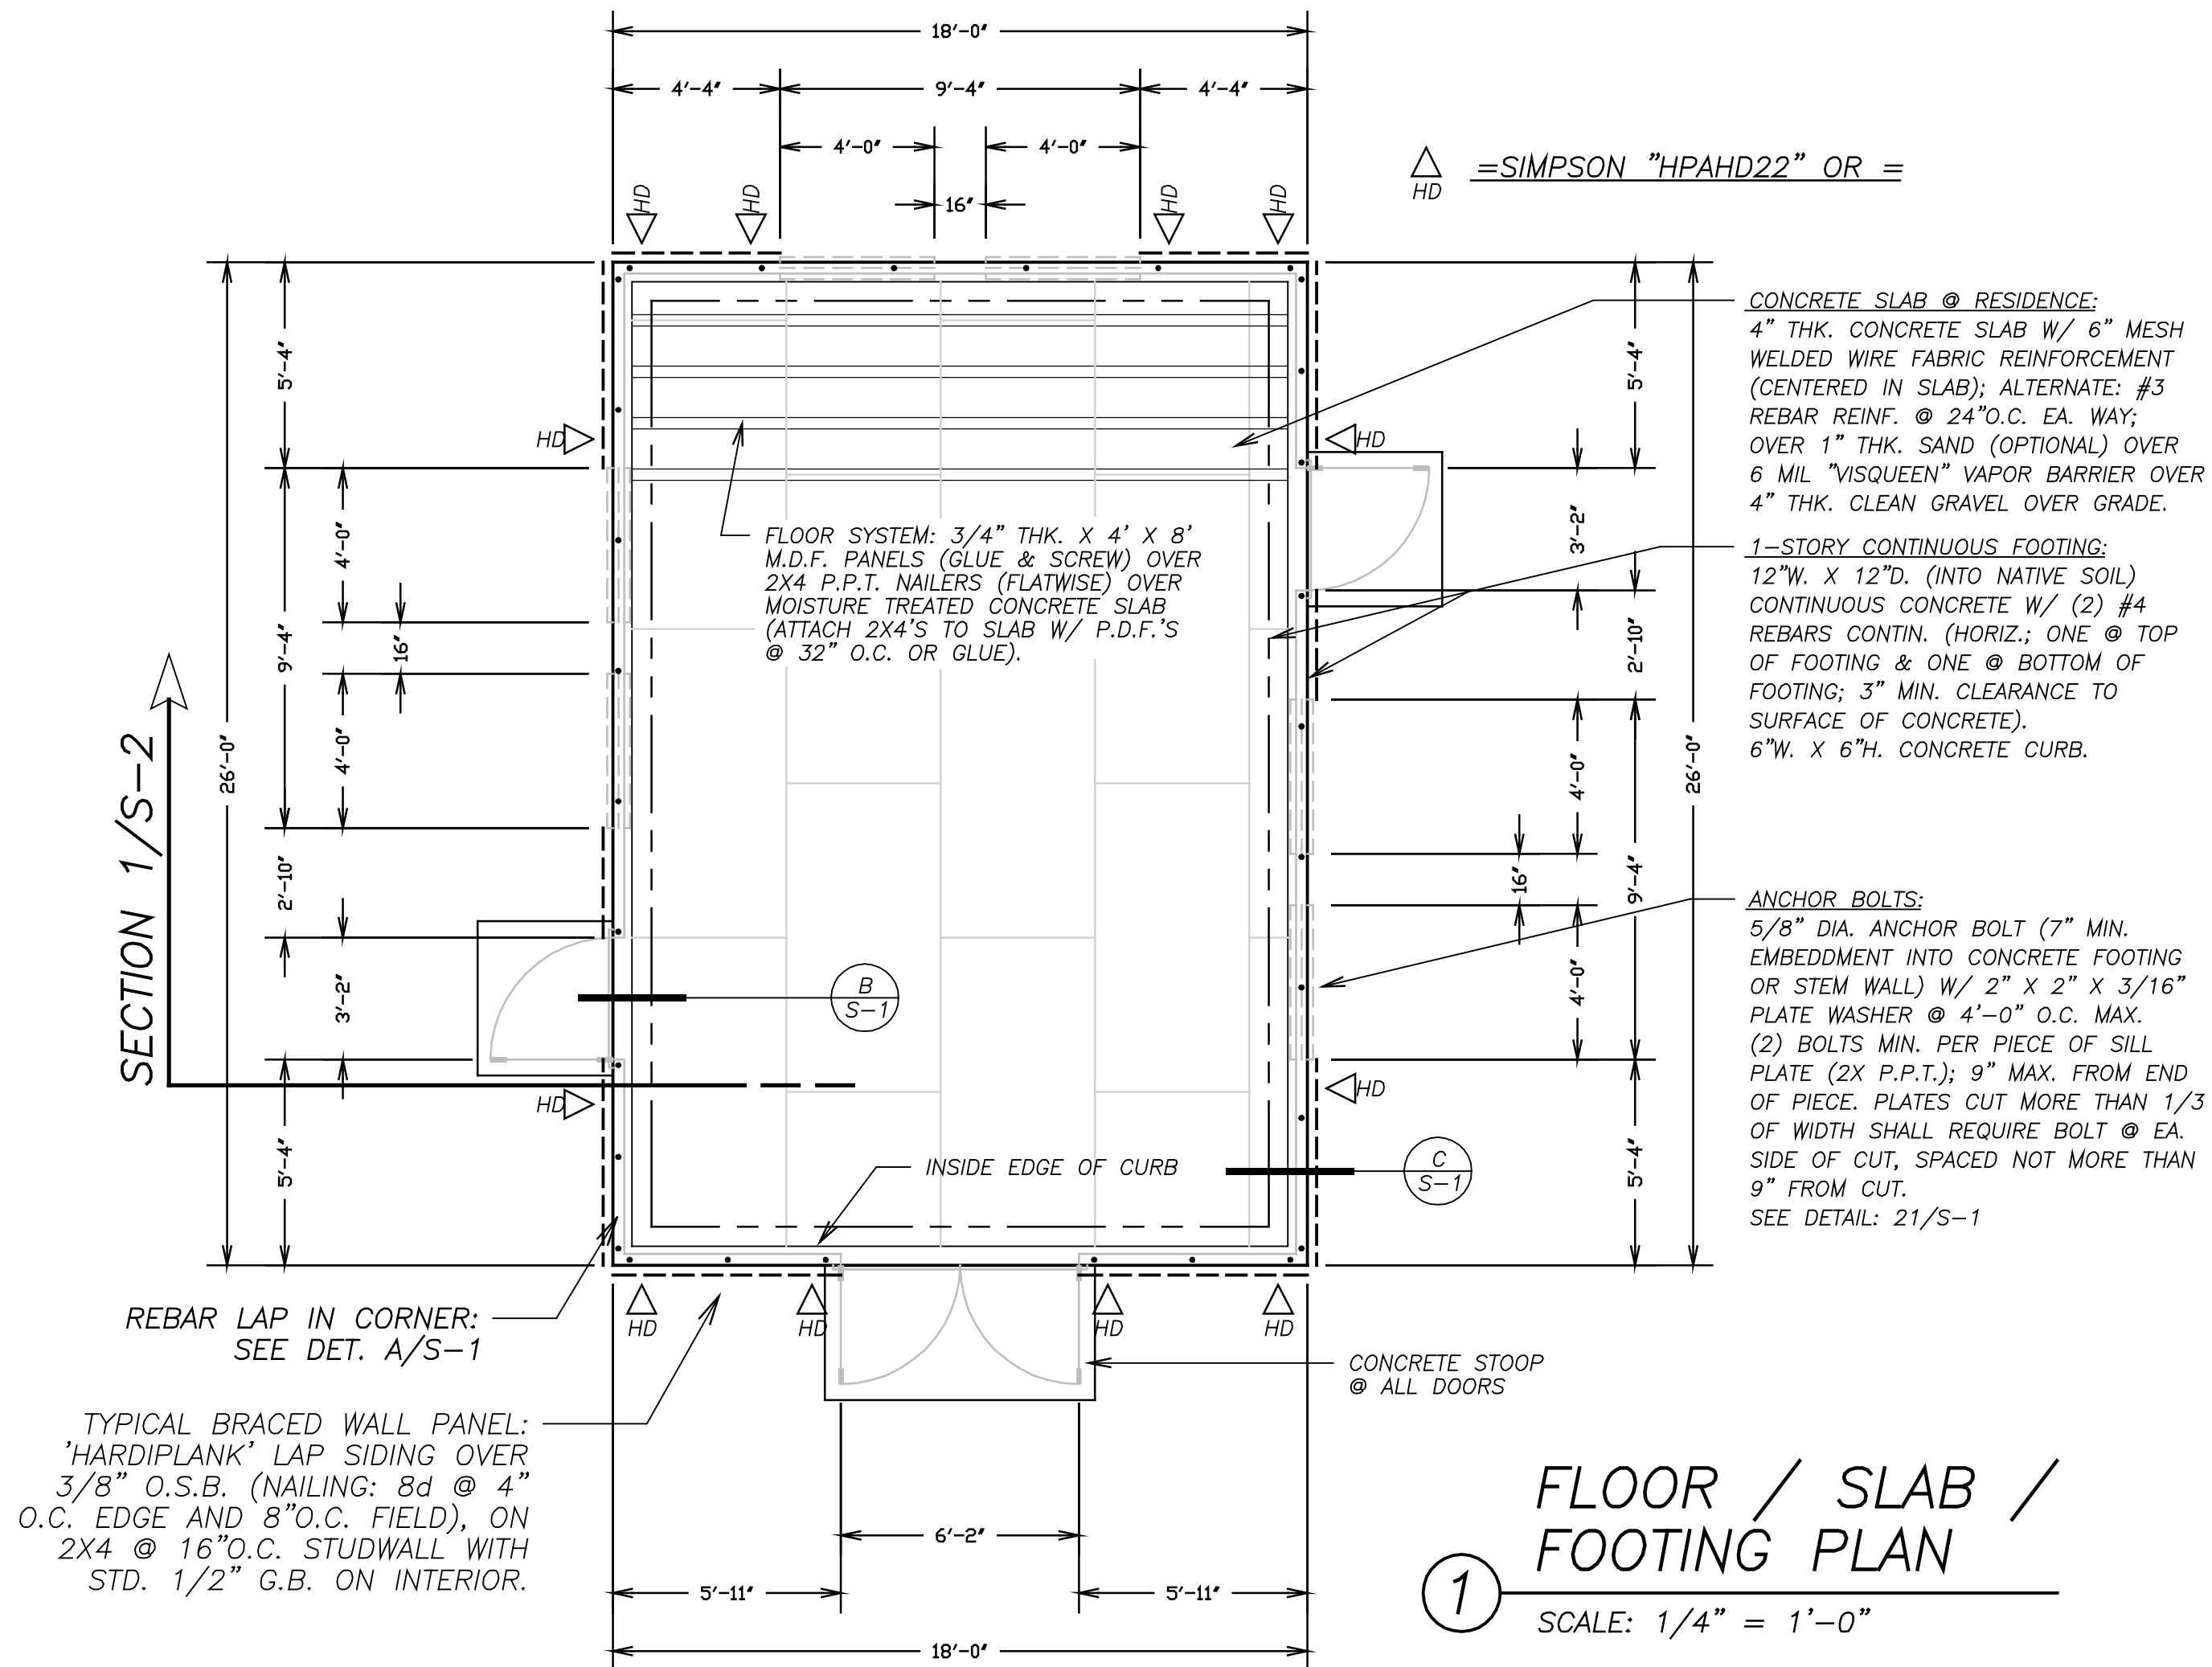 18'-0"
4'-4"
9'-4"
4'-4"
4'-0"
4'-0"
16"
HD
HD
HD
HD
HD
=SIMPSON "HPAHD22" OR =
CONCRETE SLAB @ RESIDENCE:
4" THK. CONCRETE SLAB W/ 6" MESH
WELDED WIRE FABRIC REINFORCEMENT
(CENTERED IN SLAB); ALTERNATE: #3
REBAR REINF. @ 24"O.C. EA. WAY;
OVER 1" THK. SAND (OPTIONAL) OVER
6 MIL "VISQUEEN" VAPOR BARRIER OVER
4" THK. CLEAN GRAVEL OVER GRADE.
1-STORY CONTINUOUS FOOTING:
12"W. X 12"D. (INTO NATIVE SOIL)
CONTINUOUS CONCRETE W/ (2) #4
REBARS CONTIN. (HORIZ.; ONE @ TOP
OF FOOTING & ONE @ BOTTOM OF
FOOTING; 3" MIN. CLEARANCE TO
SURFACE OF CONCRETE).
6"W. X 6"H. CONCRETE CURB.
ANCHOR BOLTS:
5/8" DIA. ANCHOR BOLT (7" MIN.
EMBEDDMENT INTO CONCRETE FOOTING
OR STEM WALL) W/ 2" X 2" X 3/16"
PLATE WASHER @ 4'-0" O.C. MAX.
(2) BOLTS MIN. PER PIECE OF SILL
PLATE (2X P.P.T.); 9" MAX. FROM END
OF PIECE. PLATES CUT MORE THAN 1/3
OF WIDTH SHALL REQUIRE BOLT @ EA.
SIDE OF CUT, SPACED NOT MORE THAN
9" FROM CUT.
SEE DETAIL: 21/S-1
5'-4"
HD
HD
5'-4"
FLOOR SYSTEM: 3/4" THK. X 4' X 8'
M.D.F. PANELS (GLUE & SCREW) OVER
2X4 P.P.T. NAILERS (FLATWISE) OVER
MOISTURE TREATED CONCRETE SLAB
(ATTACH 2X4'S TO SLAB W/ P.D.F.'S
@ 32" O.C. OR GLUE).
SECTION 1/S-2
26'-0"
9'-4"
4'-0"
16"
4'-0"
2'-10"
3'-2"
5'-4"
3'-2"
2'-10"
4'-0"
26'-0"
16"
9'-4"
4'-0"
5'-4"
B
S-1
HD
HD
INSIDE EDGE OF CURB
C
S-1
HD
HD
HD
HD
REBAR LAP IN CORNER:
SEE DET. A/S-1
CONCRETE STOOP
@ ALL DOORS
TYPICAL BRACED WALL PANEL:
'HARDIPLANK' LAP SIDING OVER
3/8" O.S.B. (NAILING: 8d @ 4"
O.C. EDGE AND 8"O.C. FIELD), ON
2X4 @ 16"O.C. STUDWALL WITH
STD. 1/2" G.B. ON INTERIOR.
6'-2"
5'-11"
5'-11"
18'-0"
FLOOR / SLAB /
FOOTING PLAN
1
SCALE: 1/4" = 1'-0"